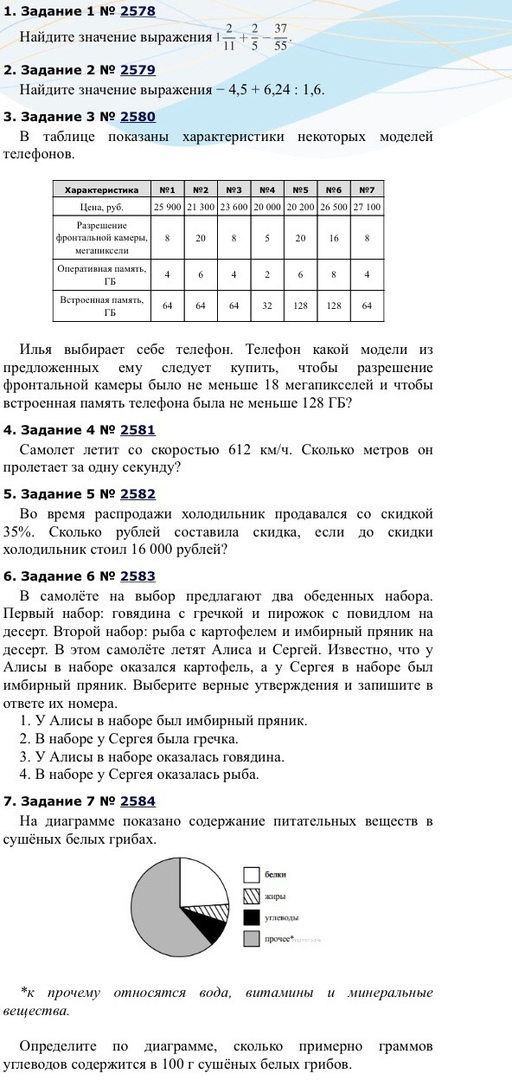 1. Задание 1 № 2578
Найдите значение выражения 1 2/11 + 2/5 − 37/55.
2. Задание 2 № 2579
Найдите значение выражения − 4,5 + 6,24 : 1,6.
3. Задание 3 № 2580
В таблице показаны характеристики некоторых моделей
телефонов.
Характеристика №1 №2 №3 №4 №5 №6 №7
Цена, руб. 25 900 21 300 23 600 20 000 20 200 26 500 27 100
Разрешение
фронтальной камеры, 8 20 8 5 20 16 8
мегапиксели
Оперативная память, 4 6 4 2 6 8 4
ГБ
Встроенная память, 64 64 64 32 128 128 64
ГБ
Илья выбирает себе телефон. Телефон какой модели из
предложенных ему следует купить, чтобы разрешение
фронтальной камеры было не меньше 18 мегапикселей и чтобы
встроенная память телефона была не меньше 128 ГБ?
4. Задание 4 № 2581
Самолет летит со скоростью 612 км/ч. Сколько метров он
пролетает за одну секунду?
5. Задание 5 № 2582
Во время распродажи холодильник продавался со скидкой
35%. Сколько рублей составила скидка, если до скидки
холодильник стоил 16 000 рублей?
6. Задание 6 № 2583
В самолёте на выбор предлагают два обеденных набора.
Первый набор: говядина с гречкой и пирожок с повидлом на
десерт. Второй набор: рыба с картофелем и имбирный пряник на
десерт. В этом самолёте летят Алиса и Сергей. Известно, что у
Алисы в наборе оказался картофель, а у Сергея в наборе был
имбирный пряник. Выберите верные утверждения и запишите в
ответе их номера.
1. У Алисы в наборе был имбирный пряник.
2. В наборе у Сергея была гречка.
3. У Алисы в наборе оказалась говядина.
4. В наборе у Сергея оказалась рыба.
7. Задание 7 № 2584
На диаграмме показано содержание питательных веществ в
сушёных белых грибах.
белки
жиры
углеводы
прочее*
*к прочему относятся вода, витамины и минеральные
вещества.
Определите по диаграмме, сколько примерно граммов
углеводов содержится в 100 г сушёных белых грибов.